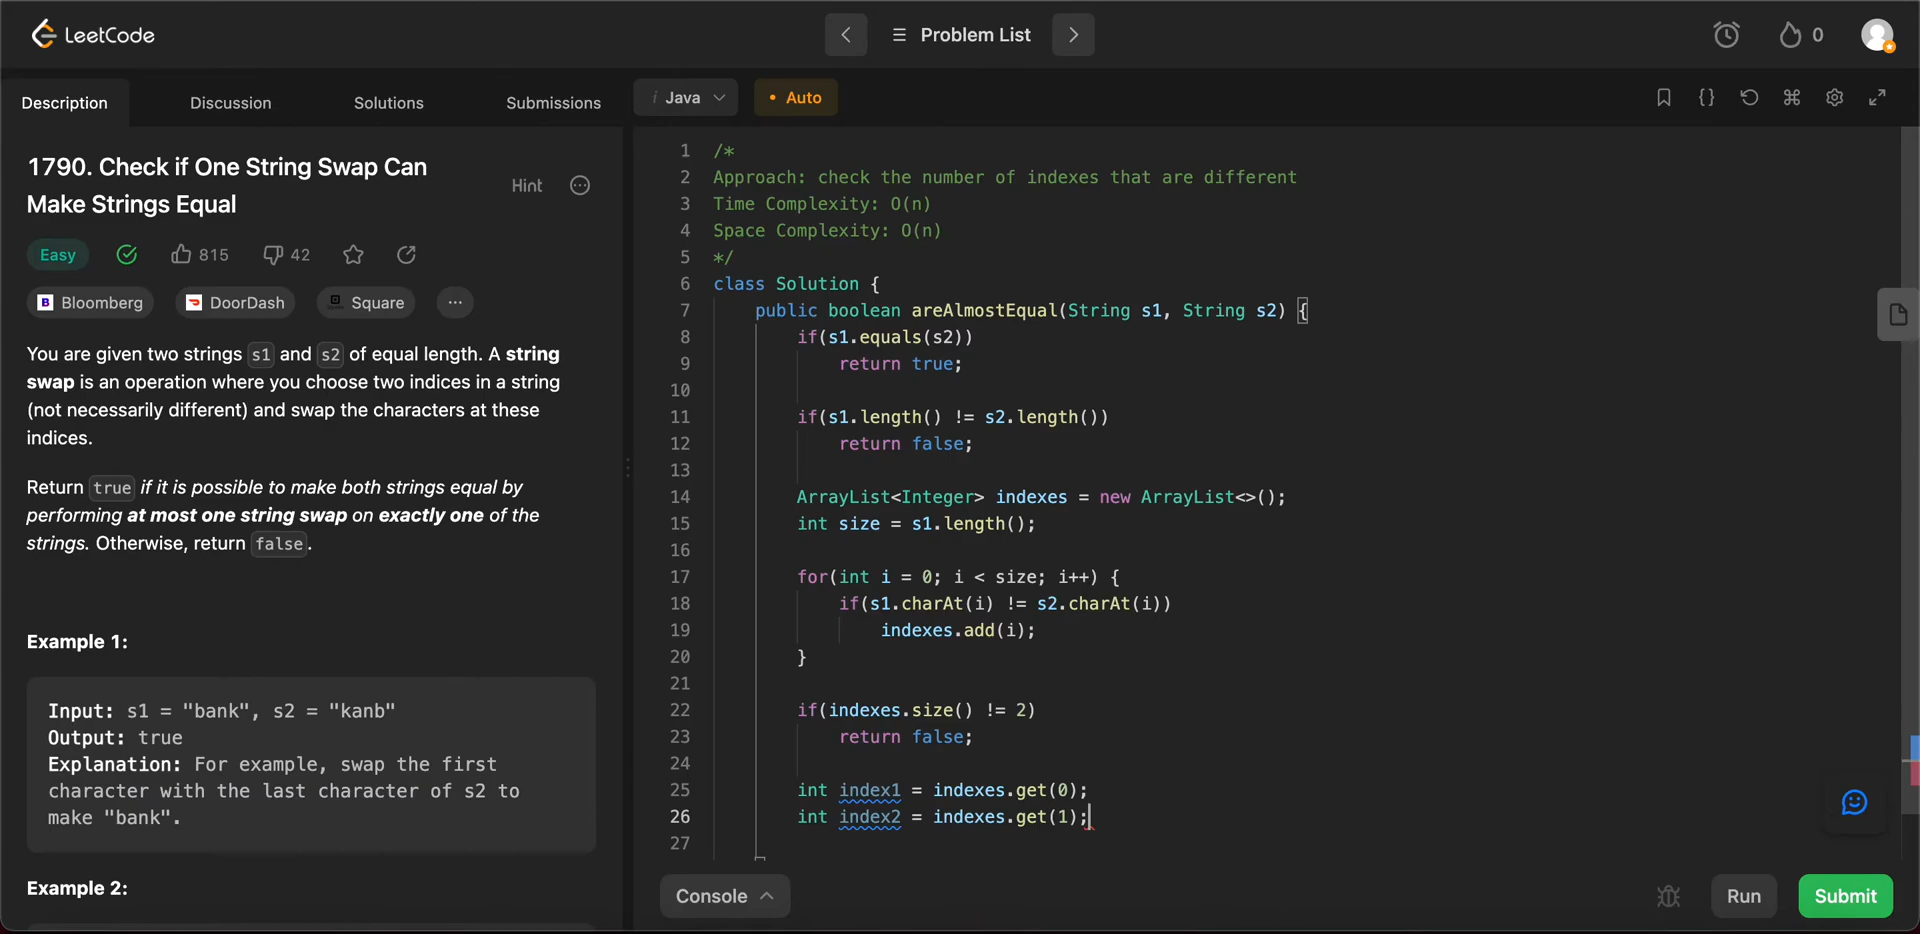 LeetCode
Problem List
0
Description
Discussion
Solutions
Submissions
i Java
• Auto
{}
1790. Check if One String Swap Can
Make Strings Equal
Hint
Easy
815
42
Bloomberg
DoorDash
Square
...
You are given two strings s1 and s2 of equal length. A string
swap is an operation where you choose two indices in a string
(not necessarily different) and swap the characters at these
indices.
Return true if it is possible to make both strings equal by
performing at most one string swap on exactly one of the
strings. Otherwise, return false.
Example 1:
Input: s1 = "bank", s2 = "kanb"
Output: true
Explanation: For example, swap the first
character with the last character of s2 to
make "bank".
Example 2:
1 /*
2 Approach: check the number of indexes that are different
3 Time Complexity: O(n)
4 Space Complexity: O(n)
5 */
6 class Solution {
7 public boolean areAlmostEqual(String s1, String s2) {
8 if(s1.equals(s2))
9 return true;
10
11 if(s1.length() != s2.length())
12 return false;
13
14 ArrayList<Integer> indexes = new ArrayList<>();
15 int size = s1.length();
16
17 for(int i = 0; i < size; i++) {
18 if(s1.charAt(i) != s2.charAt(i))
19 indexes.add(i);
20 }
21
22 if(indexes.size() != 2)
23 return false;
24
25 int index1 = indexes.get(0);
26 int index2 = indexes.get(1);
27
Console
Run
Submit